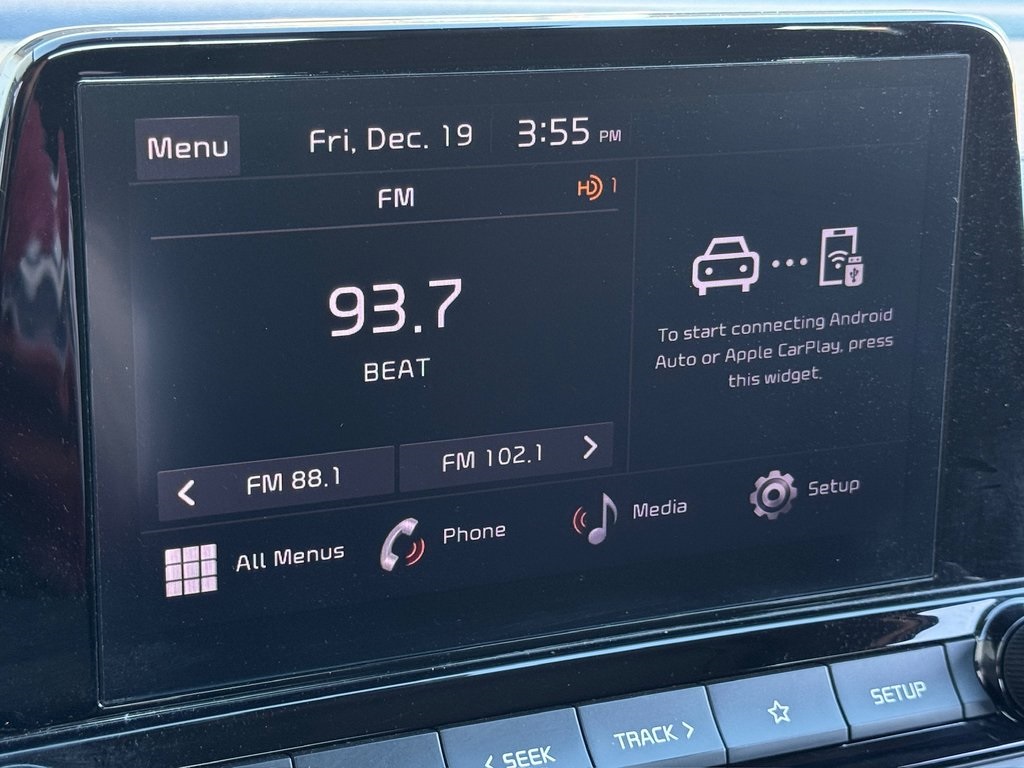 Menu
Fri, Dec. 19
3:55 PM
FM
HD 1
93.7
BEAT
To start connecting Android
Auto or Apple CarPlay, press
this widget.
< FM 88.1
FM 102.1 >
All Menus
Phone
Media
Setup
< SEEK
TRACK >
SETUP